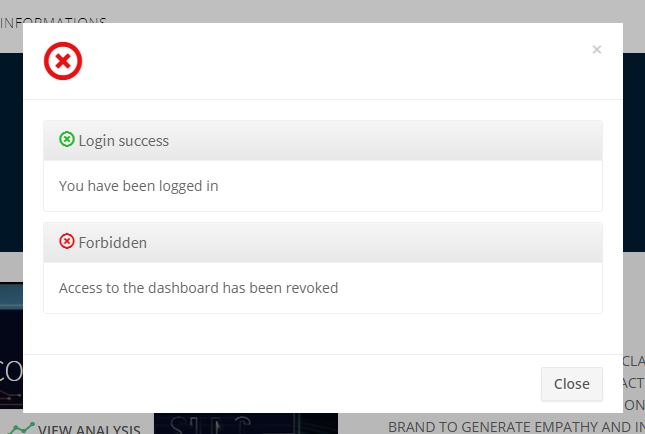 INFORMATIONS
×
Login success
You have been logged in
Forbidden
Access to the dashboard has been revoked
Close
CO
VIEW ANALYSIS
CLA
ACT
ON
BRAND TO GENERATE EMPATHY AND IN